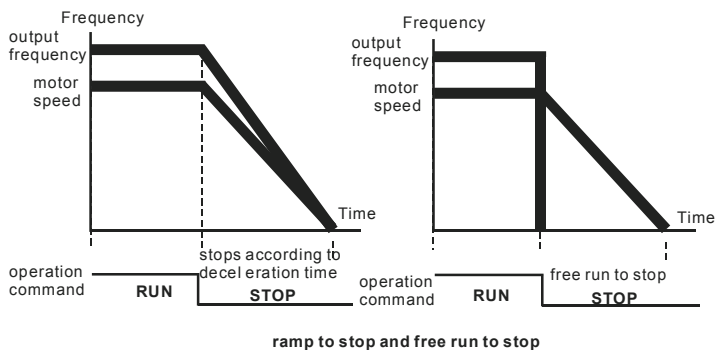 Frequency
output
frequency
motor
speed
Time
stops according to
decel eration time
operation
command
RUN
STOP
Frequency
output
frequency
motor
speed
Time
free run to stop
operation
command
RUN
STOP
ramp to stop and free run to stop